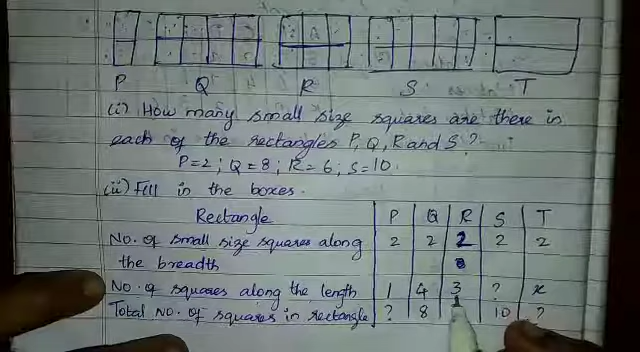 P Q R S T
(i) How many small size squares are there in
each of the rectangles P, Q, R and S?
P=2; Q=8; R=6; S=10.
(ii) Fill in the boxes.
Rectangle P Q R S T
No. of small size squares along 2 2 2 2 2
the breadth
No. of squares along the length 1 4 3 ? x
Total No. of squares in rectangle ? 8 10 ?